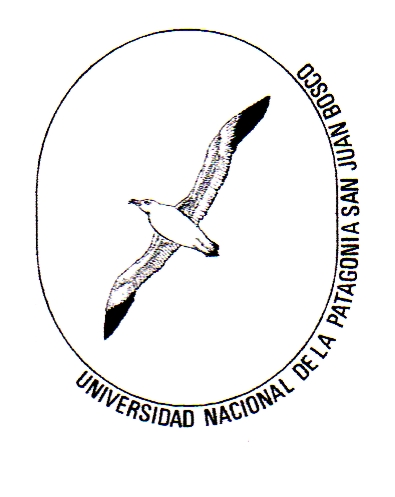 UNIVERSIDAD NACIONAL DE LA PATAGONIA SAN JUAN BOSCO